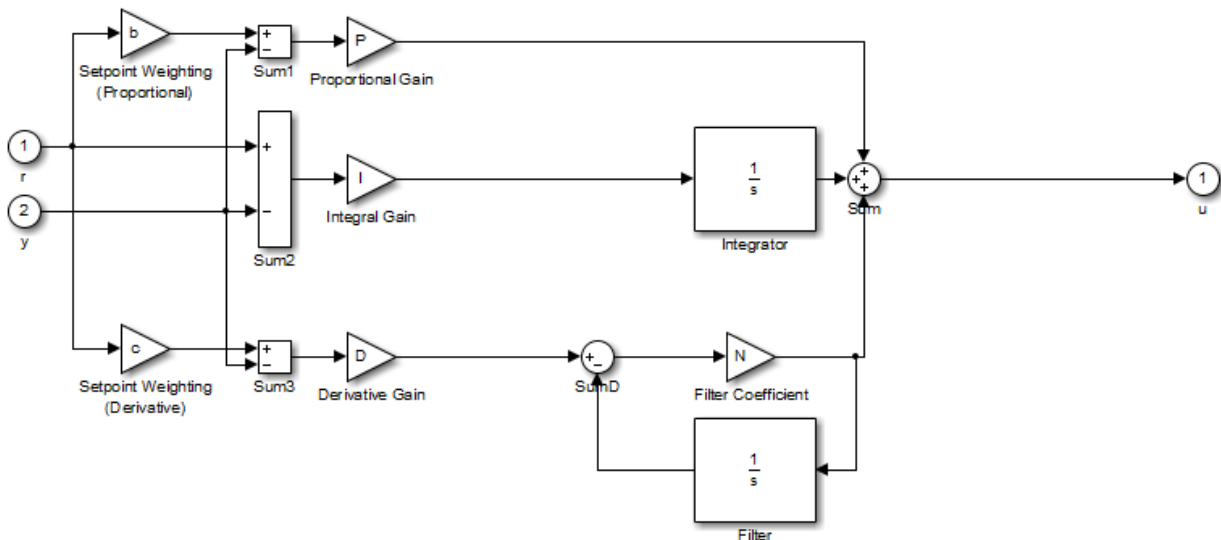 b
+
−
Sum1
P
Setpoint Weighting
(Proportional)
Proportional Gain
1
r
+
2
y
−
Sum2
I
Integral Gain
1
s
Integrator
+
+
+
Sum
1
u
c
Setpoint Weighting
(Derivative)
+
−
Sum3
D
Derivative Gain
+
−
SumD
N
Filter Coefficient
1
s
Filter